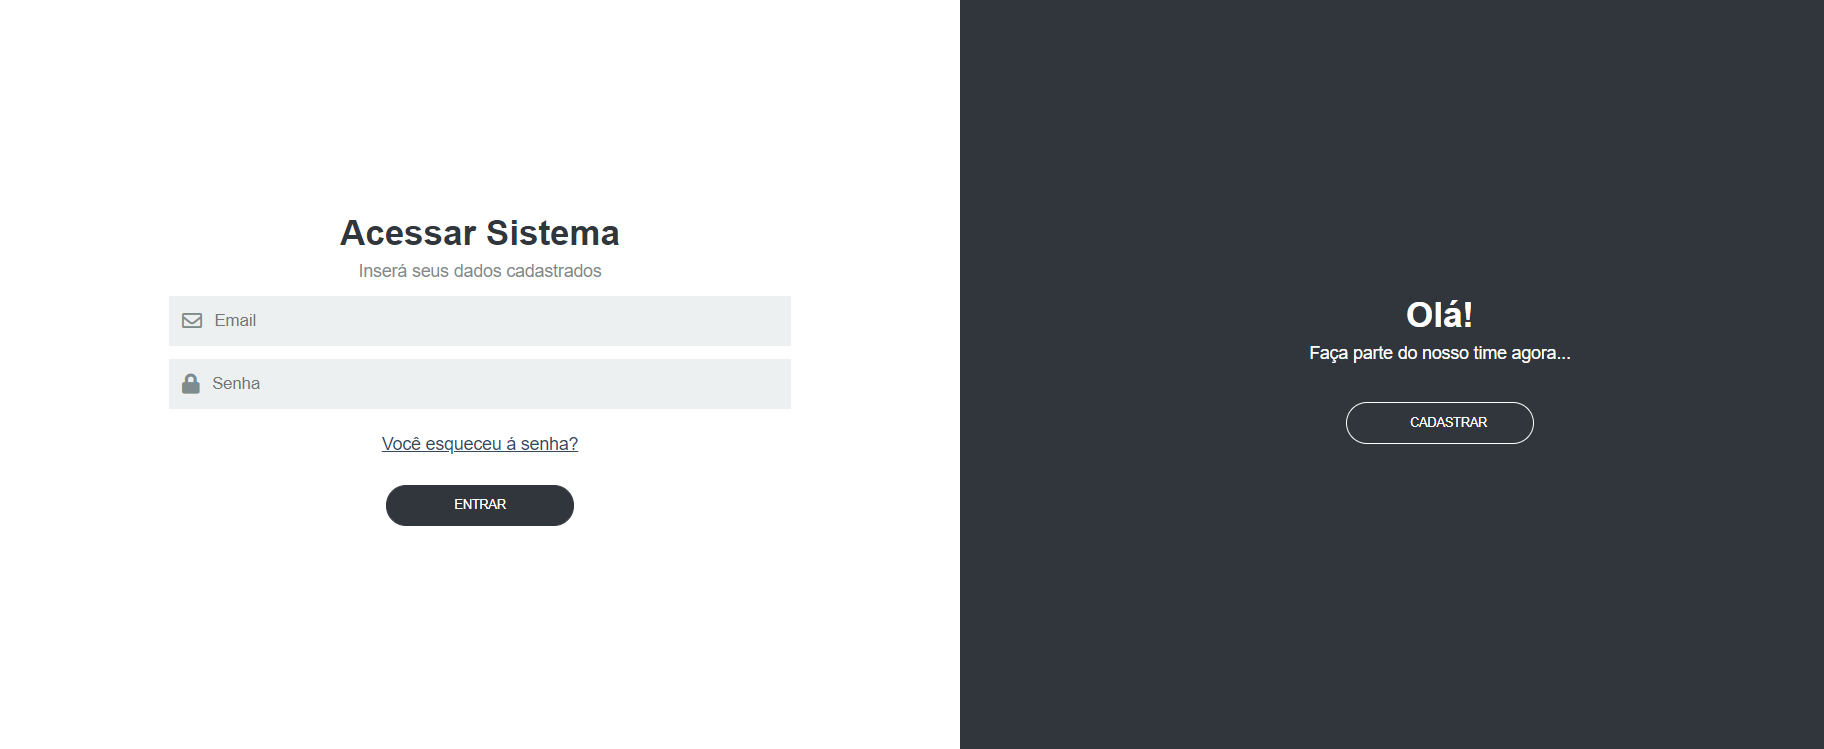 Acessar Sistema
Inserá seus dados cadastrados
Email
Senha
Você esqueceu á senha?
ENTRAR
Olá!
Faça parte do nosso time agora...
CADASTRAR